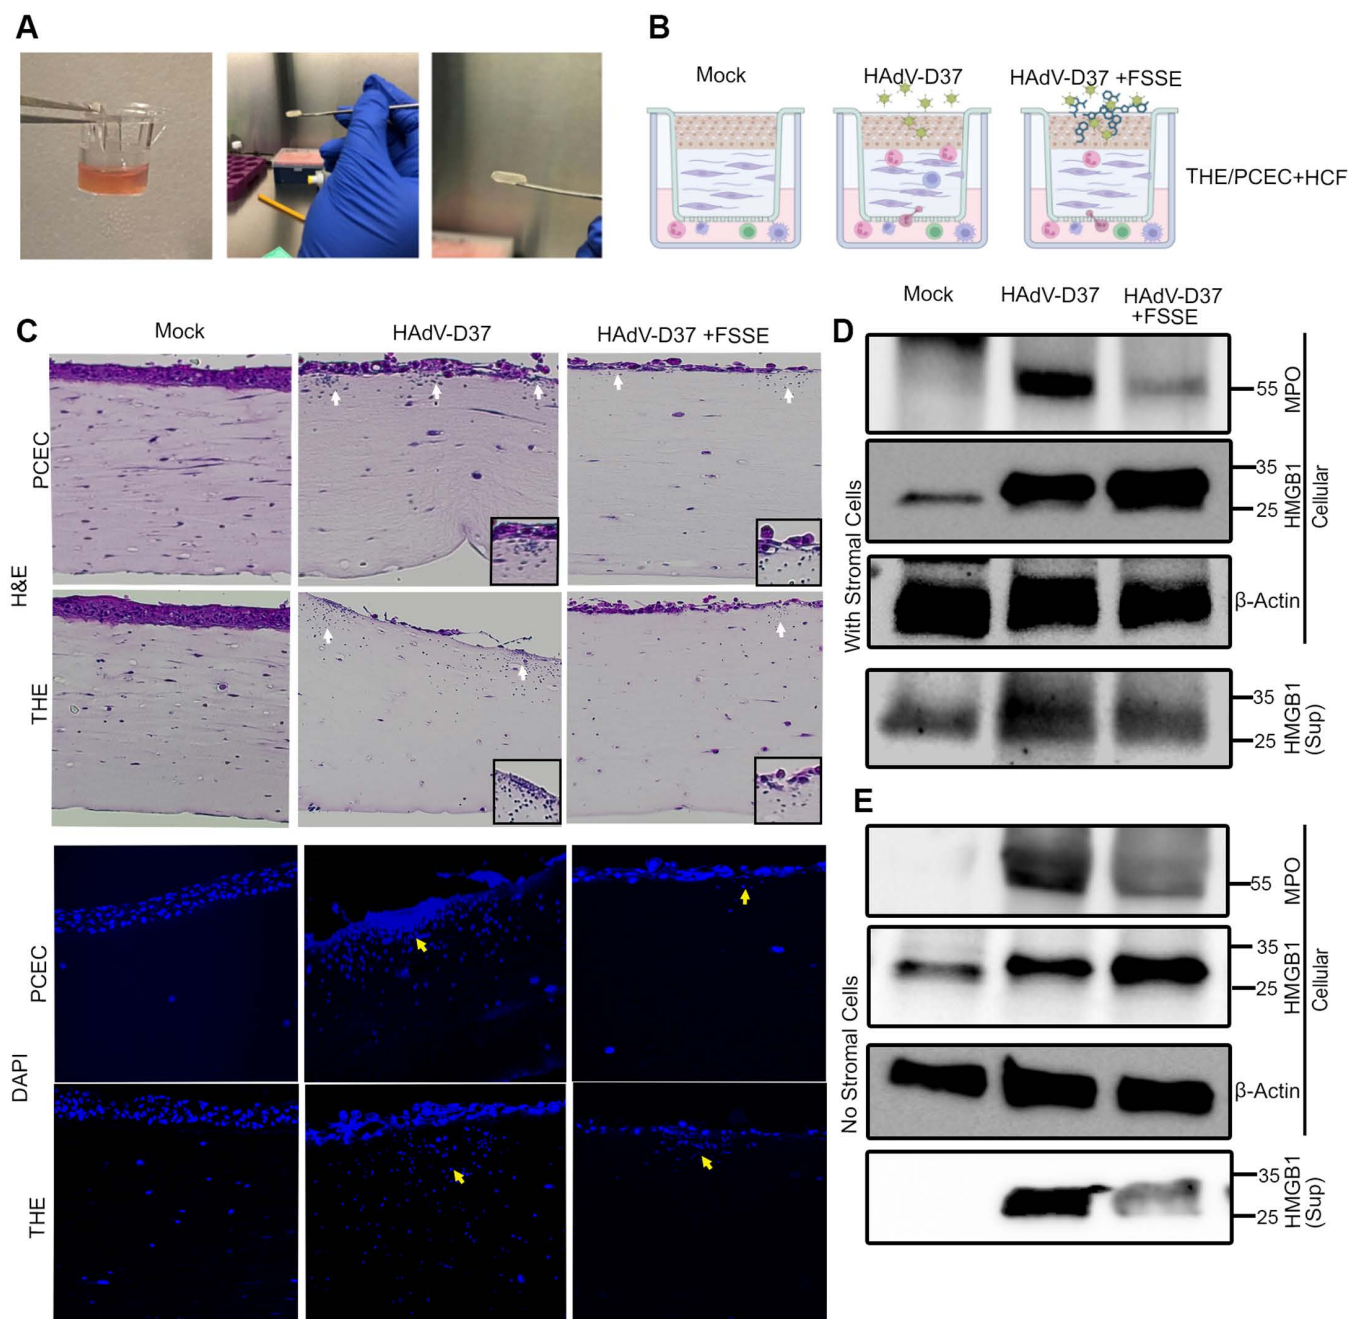 A
B
Mock
HAdV-D37
HAdV-D37 +FSSE
THE/PCEC+HCF
C
Mock
HAdV-D37
HAdV-D37 +FSSE
H&E
PCEC
THE
DAPI
PCEC
THE
D
Mock
HAdV-D37
HAdV-D37
+FSSE
With Stromal Cells
55
MPO
35
25
HMGB1
Cellular
β-Actin
35
25
HMGB1
(Sup)
E
No Stromal Cells
55
MPO
35
25
HMGB1
Cellular
β-Actin
35
25
HMGB1
(Sup)